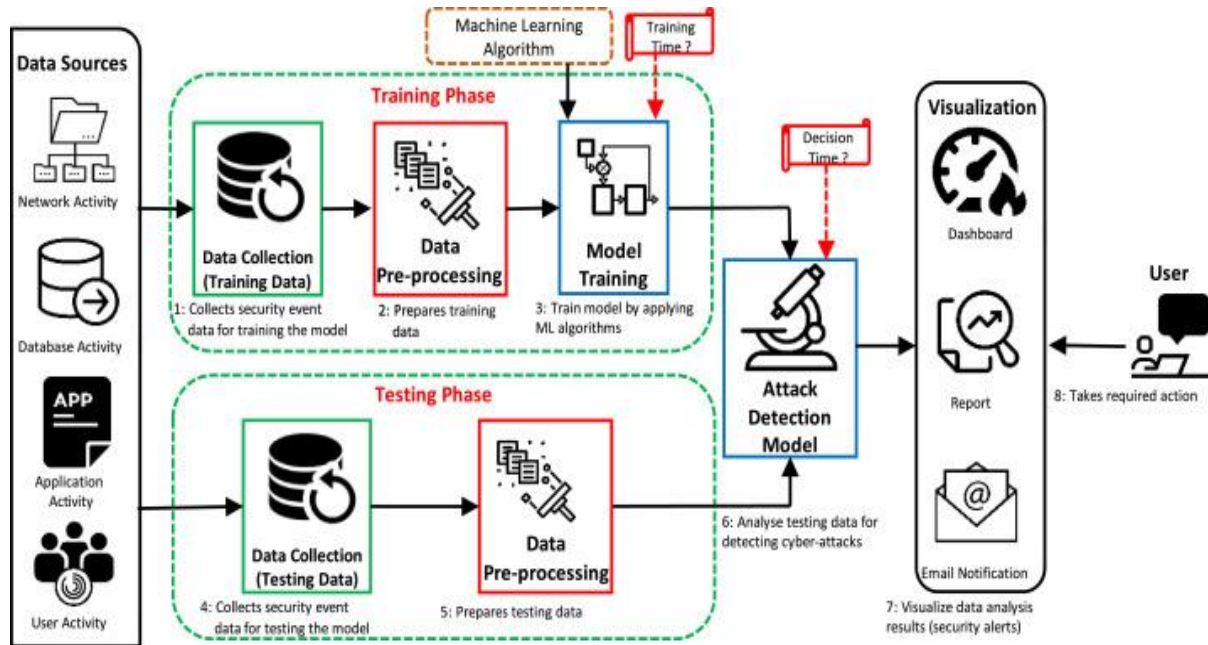 Data Sources
Network Activity
Database Activity
APP
Application
Activity
User Activity
Machine Learning
Algorithm
Training
Time ?
Training Phase
Data Collection
(Training Data)
1: Collects security event
data for training the model
Data
Pre-processing
2: Prepares training
data
Model
Training
3: Train model by applying
ML algorithms
Testing Phase
Data Collection
(Testing Data)
4: Collects security event
data for testing the model
Data
Pre-processing
5: Prepares testing data
Decision
Time ?
Attack
Detection
Model
6: Analyse testing data for
detecting cyber-attacks
Visualization
Dashboard
Report
@
Email Notification
7: Visualize data analysis
results (security alerts)
User
8: Takes required action